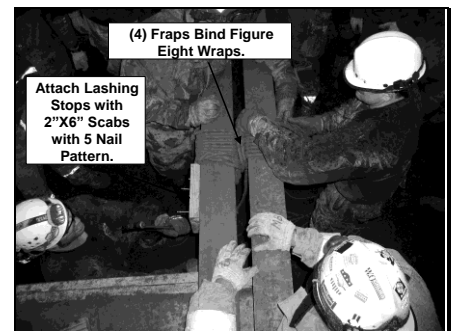 (4) Fraps Bind Figure
Eight Wraps.
Attach Lashing
Stops with
2"X6" Scabs
with 5 Nail
Pattern.